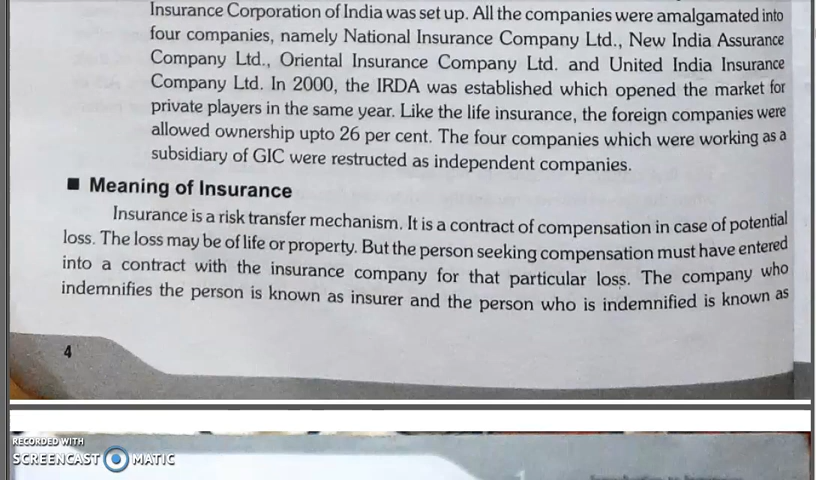 Insurance Corporation of India was set up. All the companies were amalgamated into
four companies, namely National Insurance Company Ltd., New India Assurance
Company Ltd., Oriental Insurance Company Ltd. and United India Insurance
Company Ltd. In 2000, the IRDA was established which opened the market for
private players in the same year. Like the life insurance, the foreign companies were
allowed ownership upto 26 per cent. The four companies which were working as a
subsidiary of GIC were restructed as independent companies.
■ Meaning of Insurance
Insurance is a risk transfer mechanism. It is a contract of compensation in case of potential
loss. The loss may be of life or property. But the person seeking compensation must have entered
into a contract with the insurance company for that particular loss. The company who
indemnifies the person is known as insurer and the person who is indemnified is known as
4
RECORDED WITH
SCREENCAST MATIC